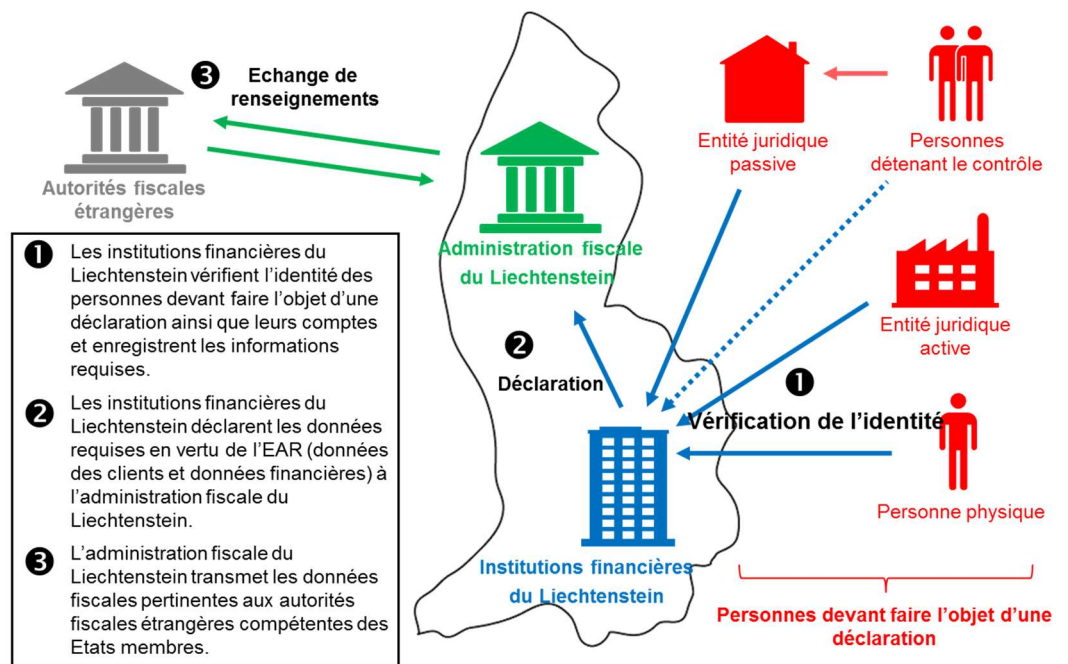 ❸ Echange de
renseignements
Autorités fiscales
étrangères
Administration fiscale
du Liechtenstein
Entité juridique
passive
Personnes
détenant le contrôle
Entité juridique
active
❶
Vérification de l’identité
Personne physique
❷
Déclaration
Institutions financières
du Liechtenstein
Personnes devant faire l’objet d’une
déclaration
❶ Les institutions financières du
Liechtenstein vérifient l’identité des
personnes devant faire l’objet d’une
déclaration ainsi que leurs comptes
et enregistrent les informations
requises.
❷ Les institutions financières du
Liechtenstein déclarent les données
requises en vertu de l’EAR (données
des clients et données financières) à
l’administration fiscale du
Liechtenstein.
❸ L’administration fiscale du
Liechtenstein transmet les données
fiscales pertinentes aux autorités
fiscales étrangères compétentes des
Etats membres.